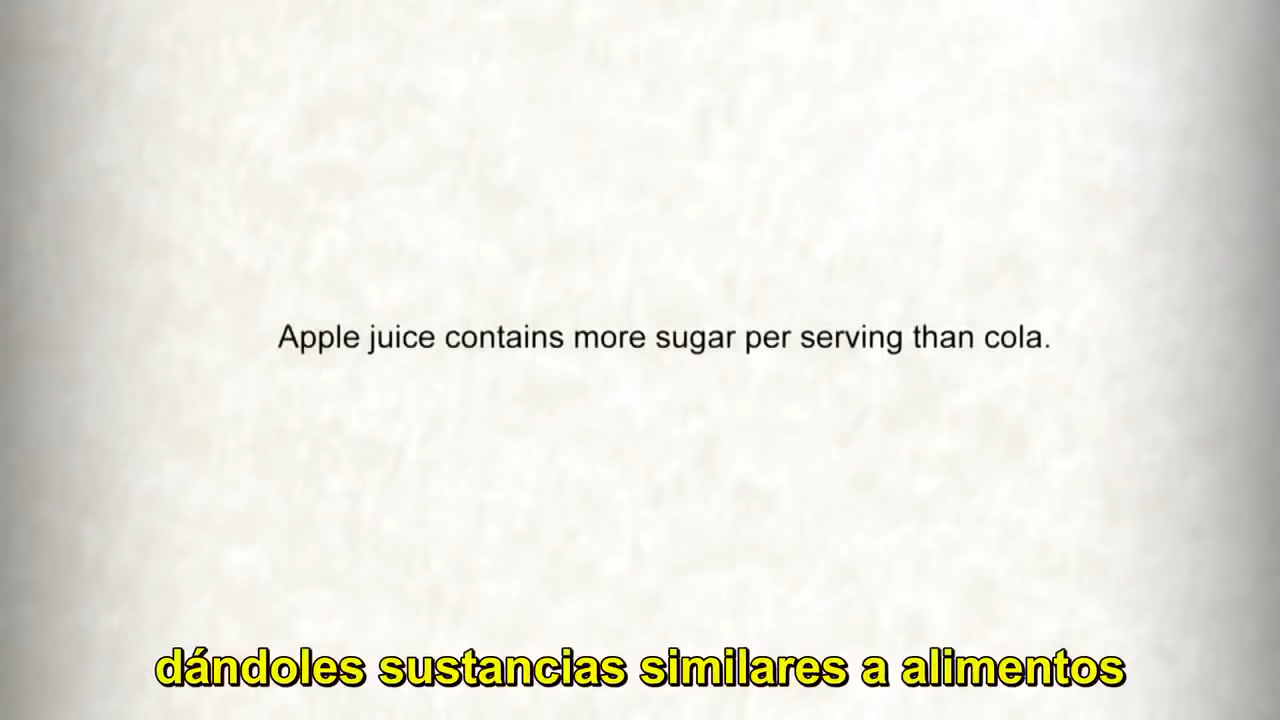 Apple juice contains more sugar per serving than cola.
dándoles sustancias similares a alimentos